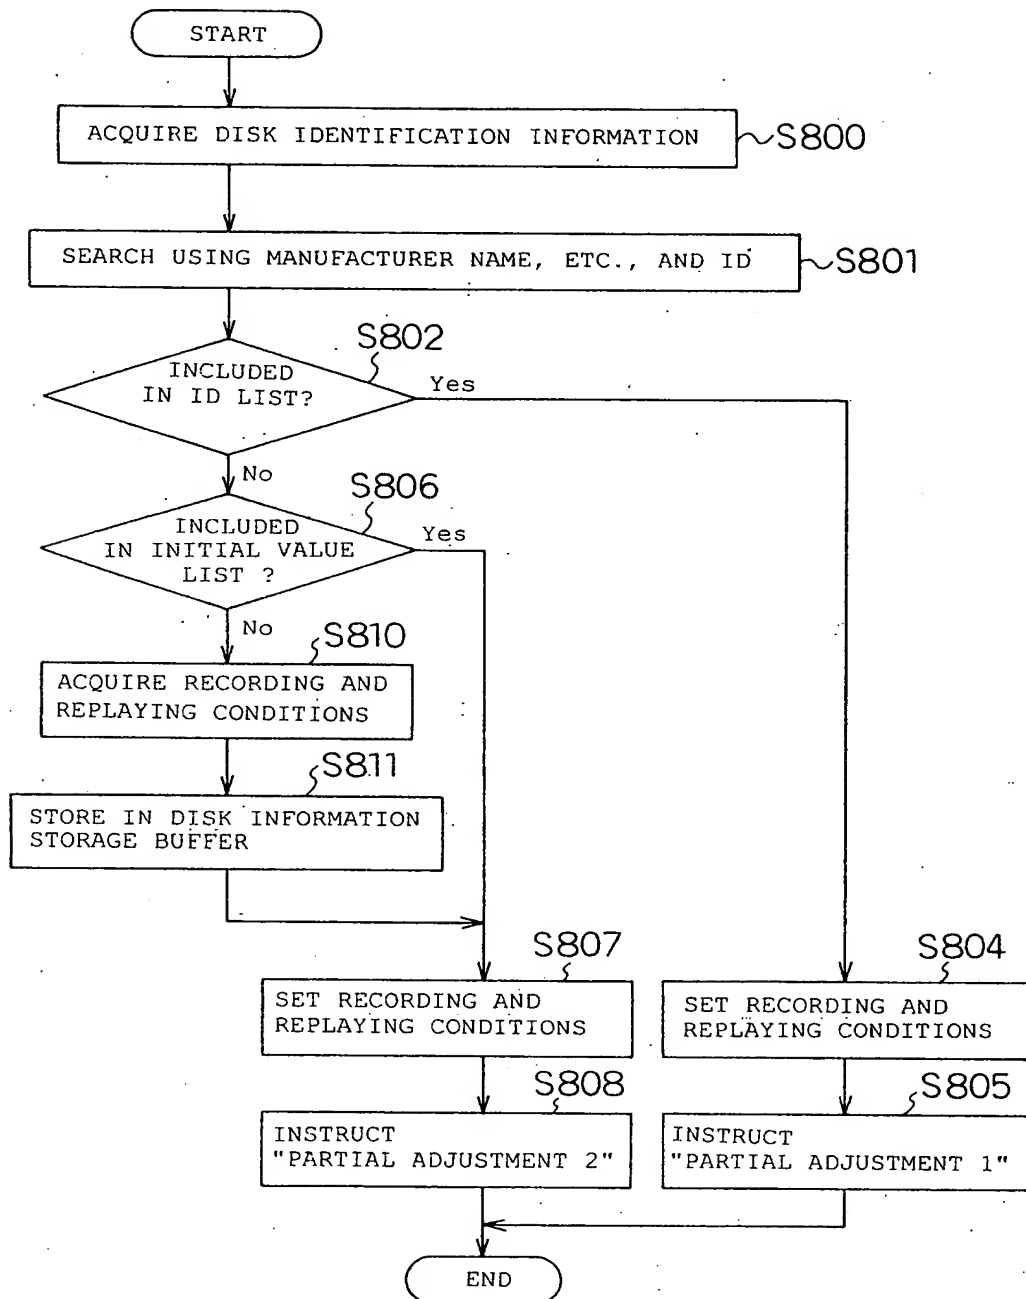 START
ACQUIRE DISK IDENTIFICATION INFORMATION
S800
SEARCH USING MANUFACTURER NAME, ETC., AND ID
S801
S802
INCLUDED
IN ID LIST?
Yes
No
S806
INCLUDED
IN INITIAL VALUE
LIST ?
Yes
No
S810
ACQUIRE RECORDING AND
REPLAYING CONDITIONS
S811
STORE IN DISK INFORMATION
STORAGE BUFFER
S807
SET RECORDING AND
REPLAYING CONDITIONS
S804
SET RECORDING AND
REPLAYING CONDITIONS
S808
INSTRUCT
"PARTIAL ADJUSTMENT 2"
S805
INSTRUCT
"PARTIAL ADJUSTMENT 1"
END